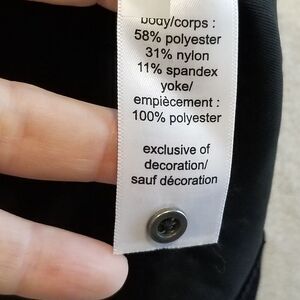 body/corps :
58% polyester
31% nylon
11% spandex
yoke/
empiècement :
100% polyester
exclusive of
decoration/
sauf décoration